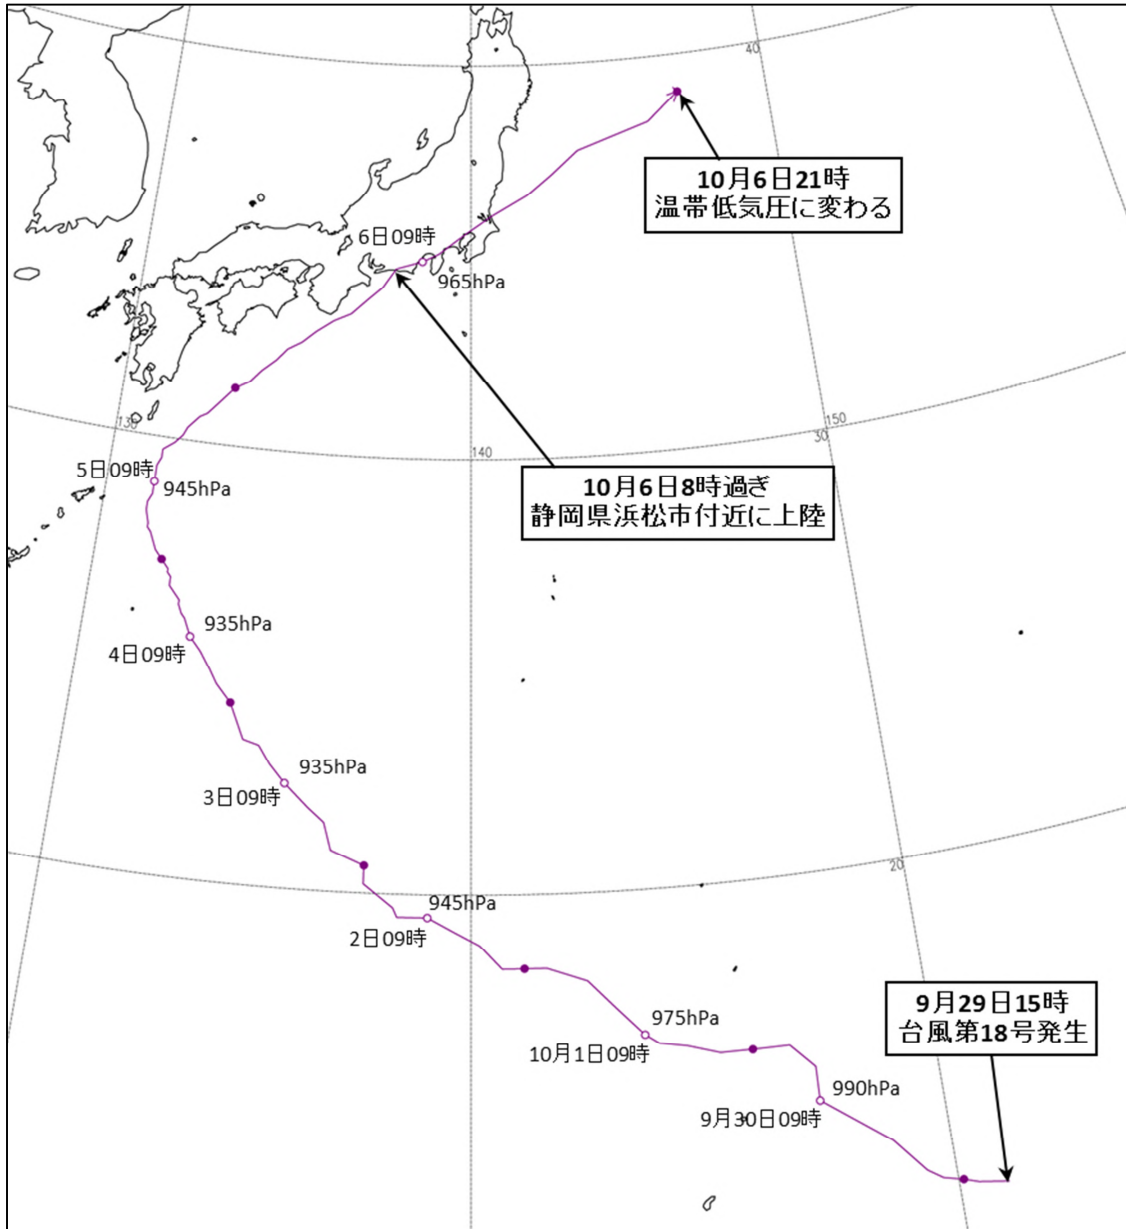 40
10月6日21時
温帯低気圧に変わる
6日09時
965hPa
130
150
30
140
5日09時
945hPa
10月6日8時過ぎ
静岡県浜松市付近に上陸
935hPa
4日09時
935hPa
3日09時
20
945hPa
2日09時
9月29日15時
台風第18号発生
975hPa
10月1日09時
990hPa
9月30日09時